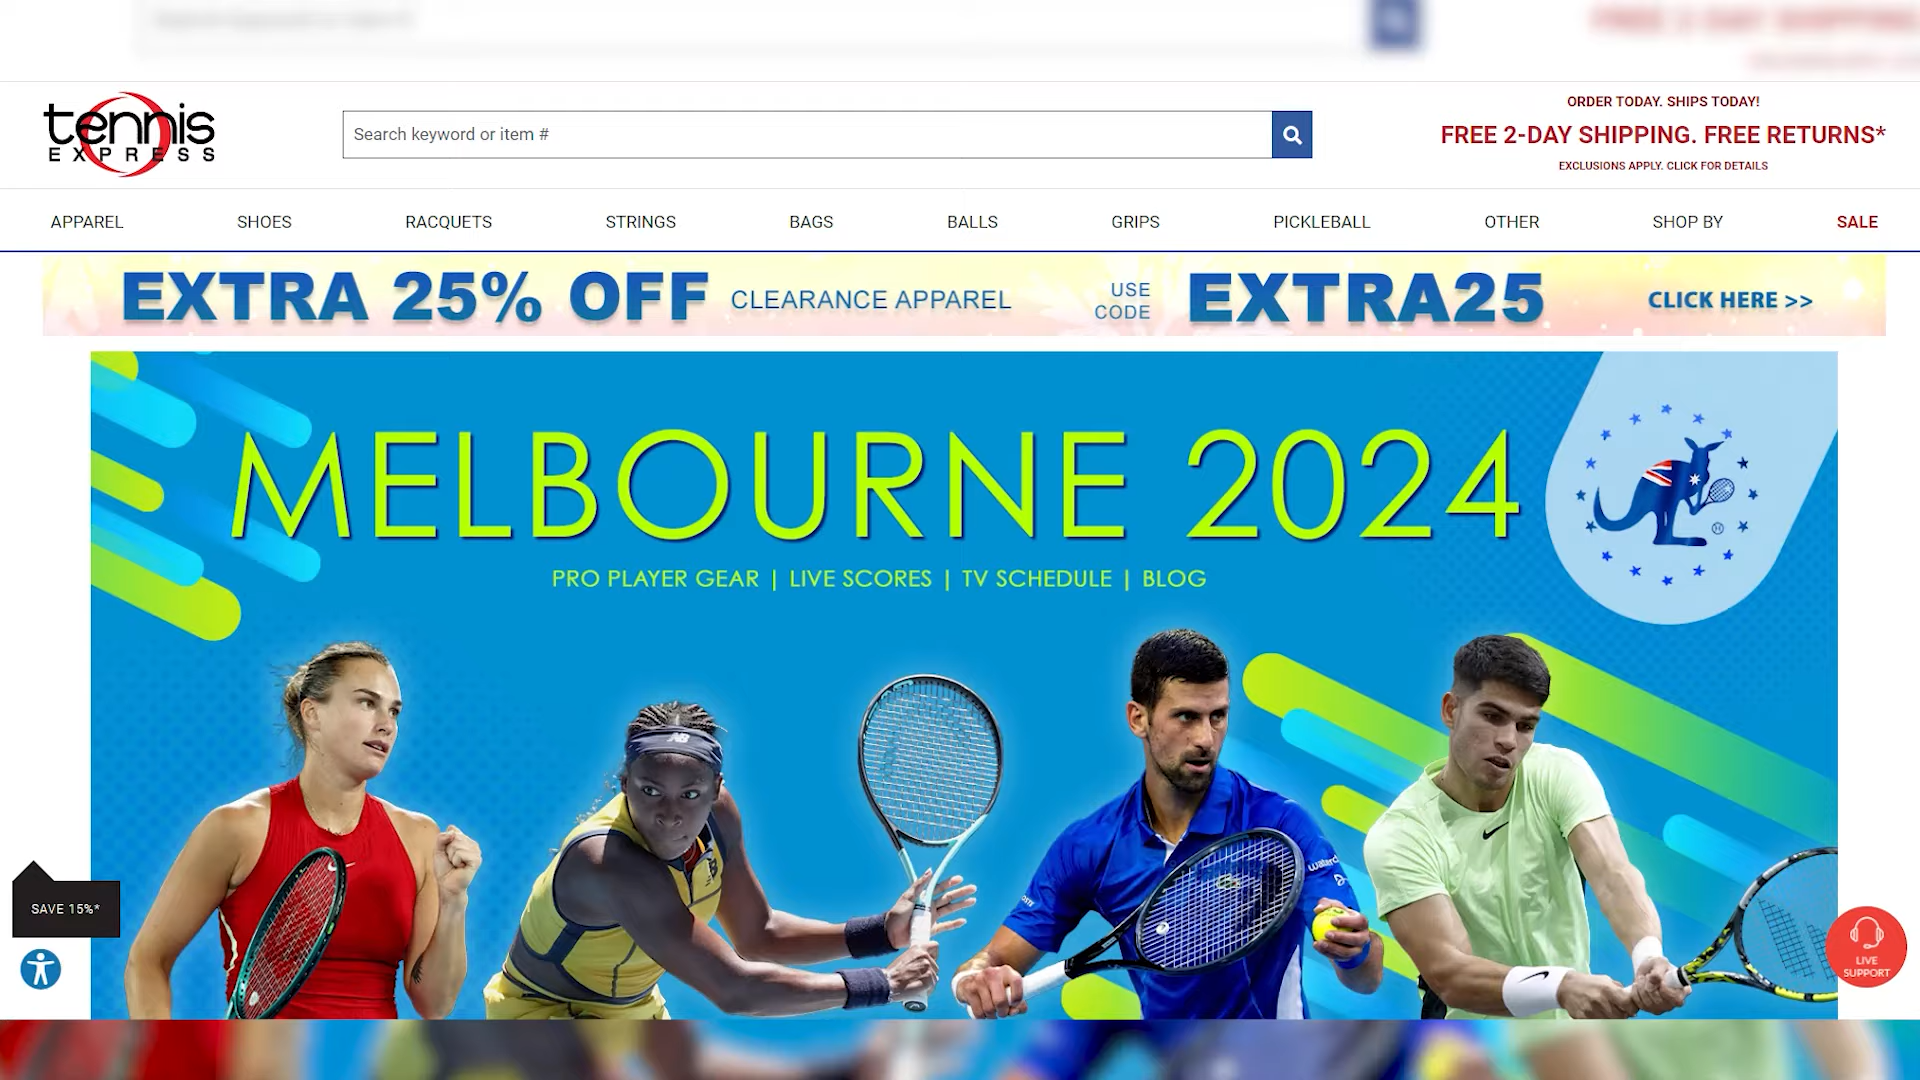 tennis
EXPRESS
Search keyword or item #
ORDER TODAY. SHIPS TODAY!
FREE 2-DAY SHIPPING. FREE RETURNS*
EXCLUSIONS APPLY. CLICK FOR DETAILS
APPAREL SHOES RACQUETS STRINGS BAGS BALLS GRIPS PICKLEBALL OTHER SHOP BY SALE
EXTRA 25% OFF CLEARANCE APPAREL USE CODE EXTRA25 CLICK HERE >>
MELBOURNE 2024
PRO PLAYER GEAR | LIVE SCORES | TV SCHEDULE | BLOG
NB
SAVE 15%*
LIVE
SUPPORT